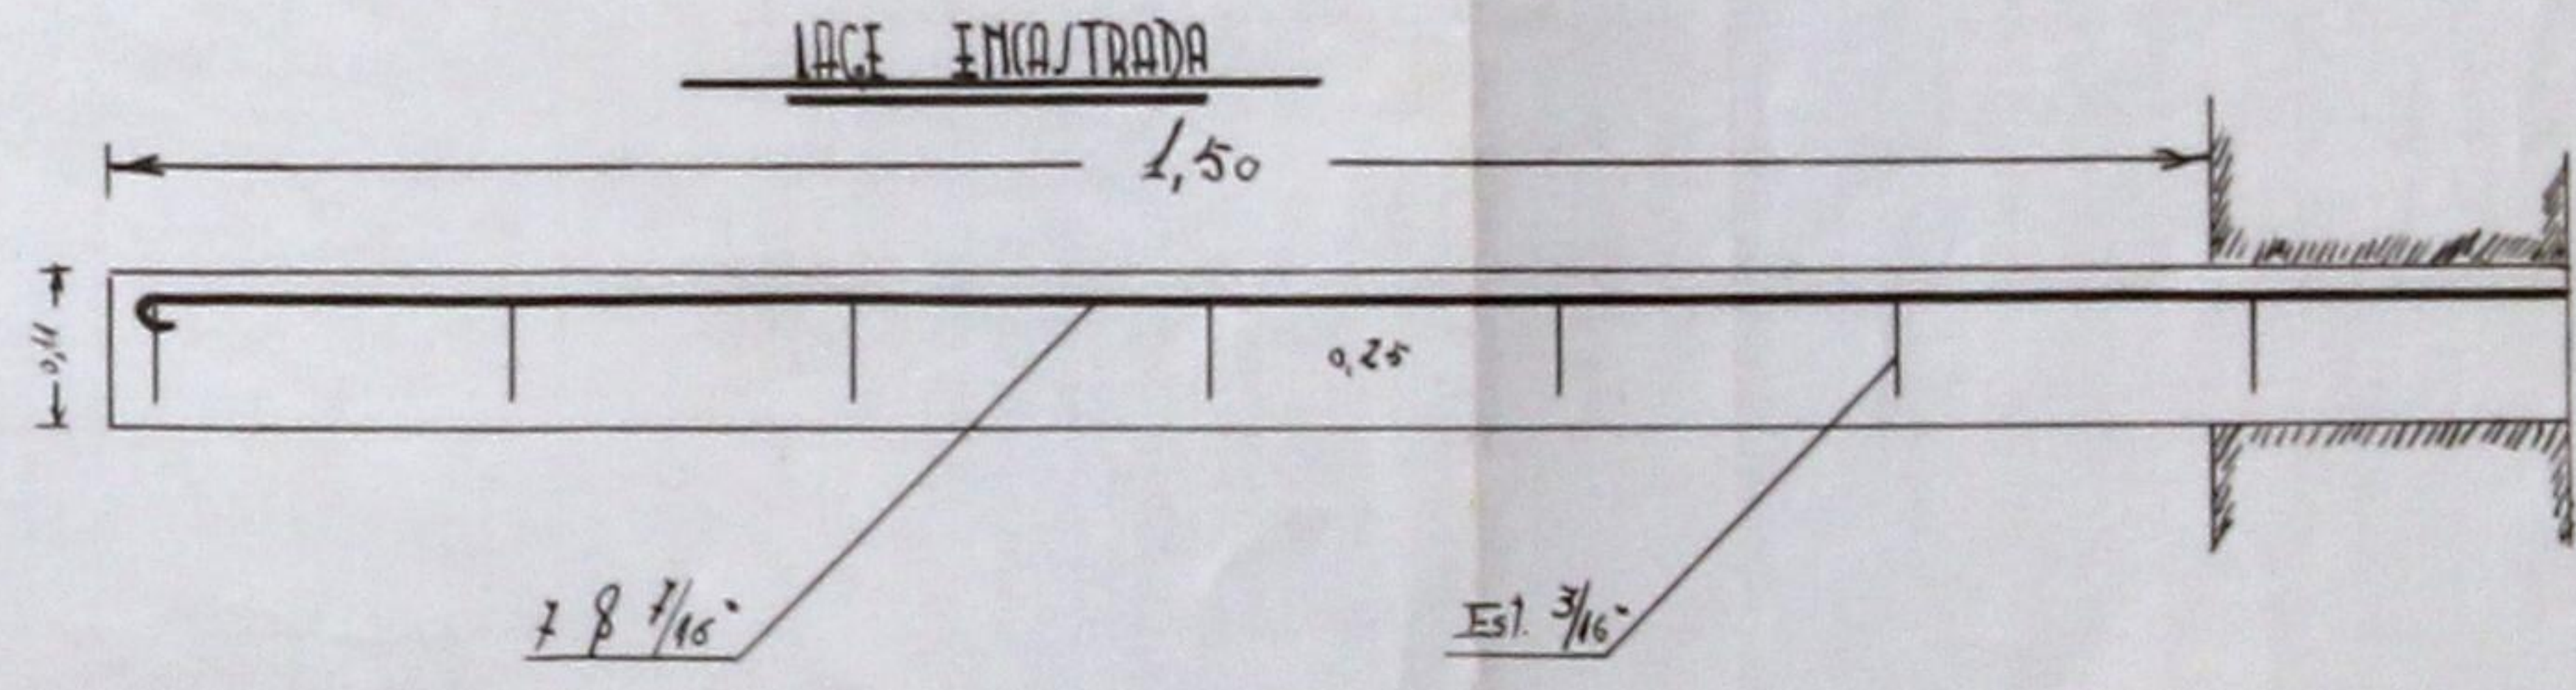 LAGE ENCASTRADA
1,50
0,11
0,25
7 φ 7/16"
Est. 3/16"